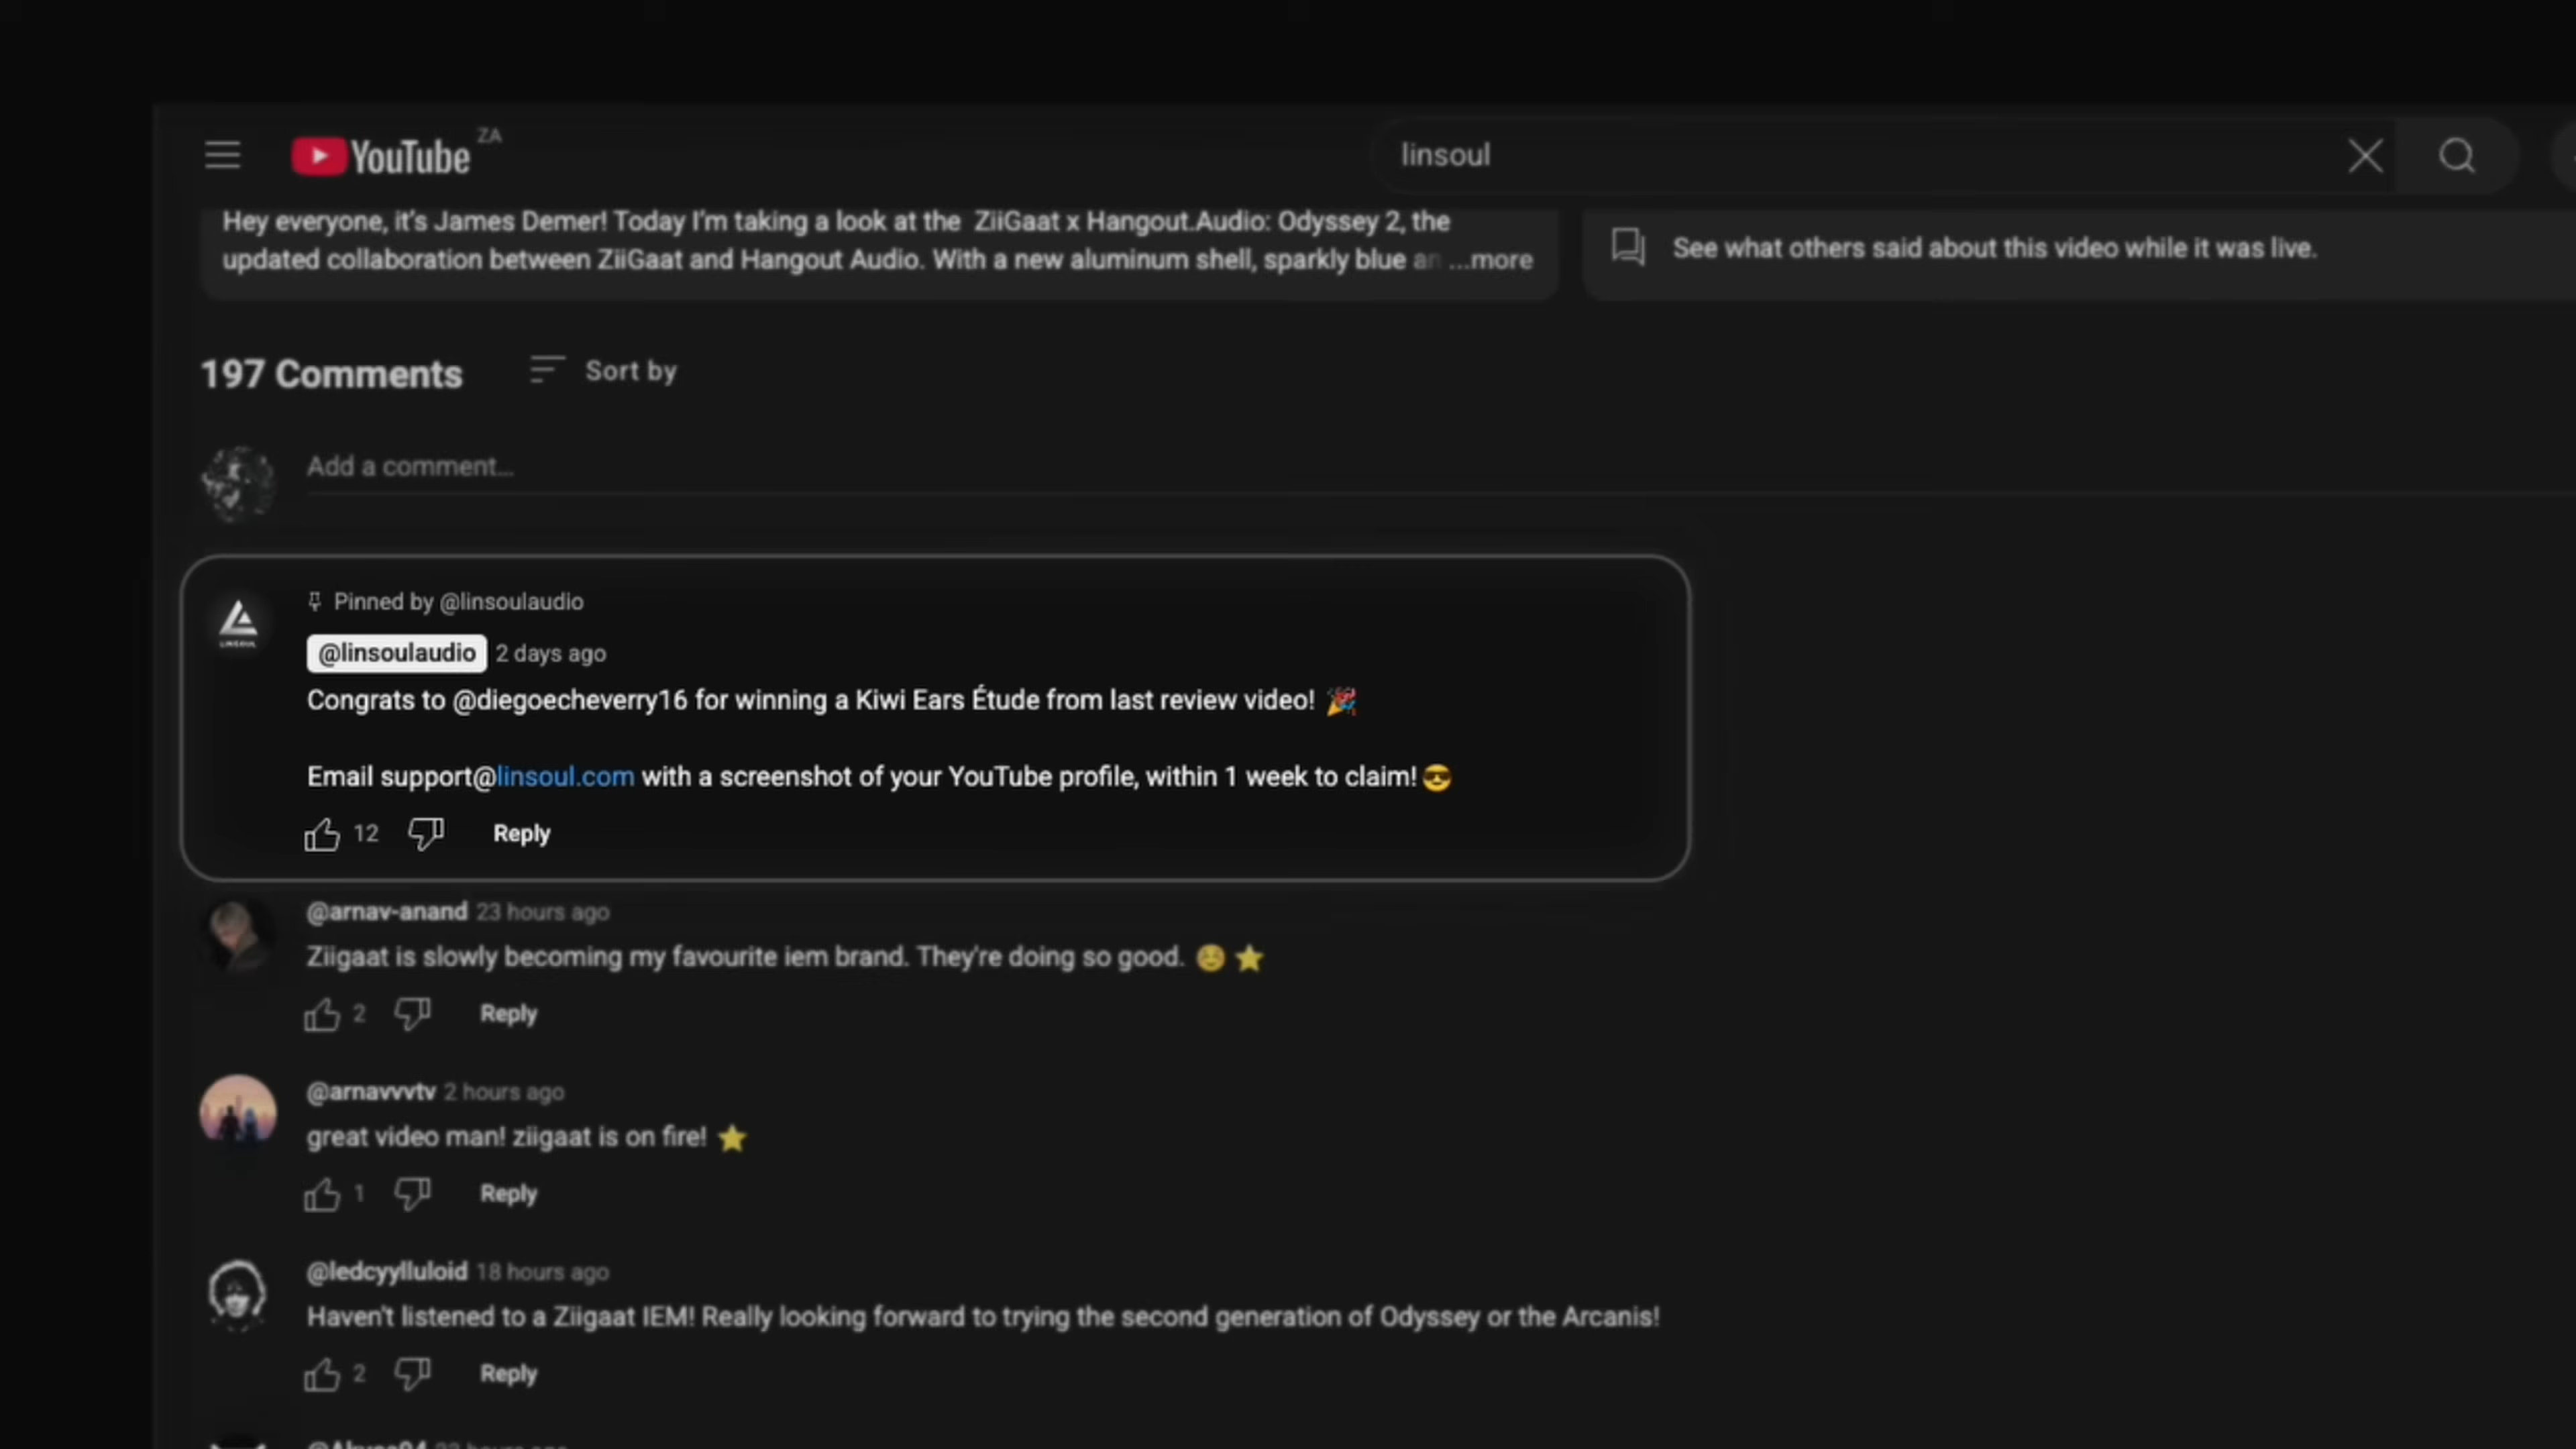 YouTube ZA
linsoul
Hey everyone, it's James Demer! Today I'm taking a look at the ZiiGaat x Hangout.Audio: Odyssey 2, the
updated collaboration between ZiiGaat and Hangout Audio. With a new aluminum shell, sparkly blue an ...more
See what others said about this video while it was live.
197 Comments
Sort by
Add a comment...
LINSOUL
Pinned by @linsoulaudio
@linsoulaudio 2 days ago
Congrats to @diegoecheverry16 for winning a Kiwi Ears Étude from last review video! 🎉
Email support@linsoul.com with a screenshot of your YouTube profile, within 1 week to claim!😎
12 Reply
@arnav-anand 23 hours ago
Ziigaat is slowly becoming my favourite iem brand. They're doing so good. ☺️ ⭐
2 Reply
@arnavvvtv 2 hours ago
great video man! ziigaat is on fire! ⭐
1 Reply
@ledcyylluloid 18 hours ago
Haven't listened to a Ziigaat IEM! Really looking forward to trying the second generation of Odyssey or the Arcanis!
2 Reply